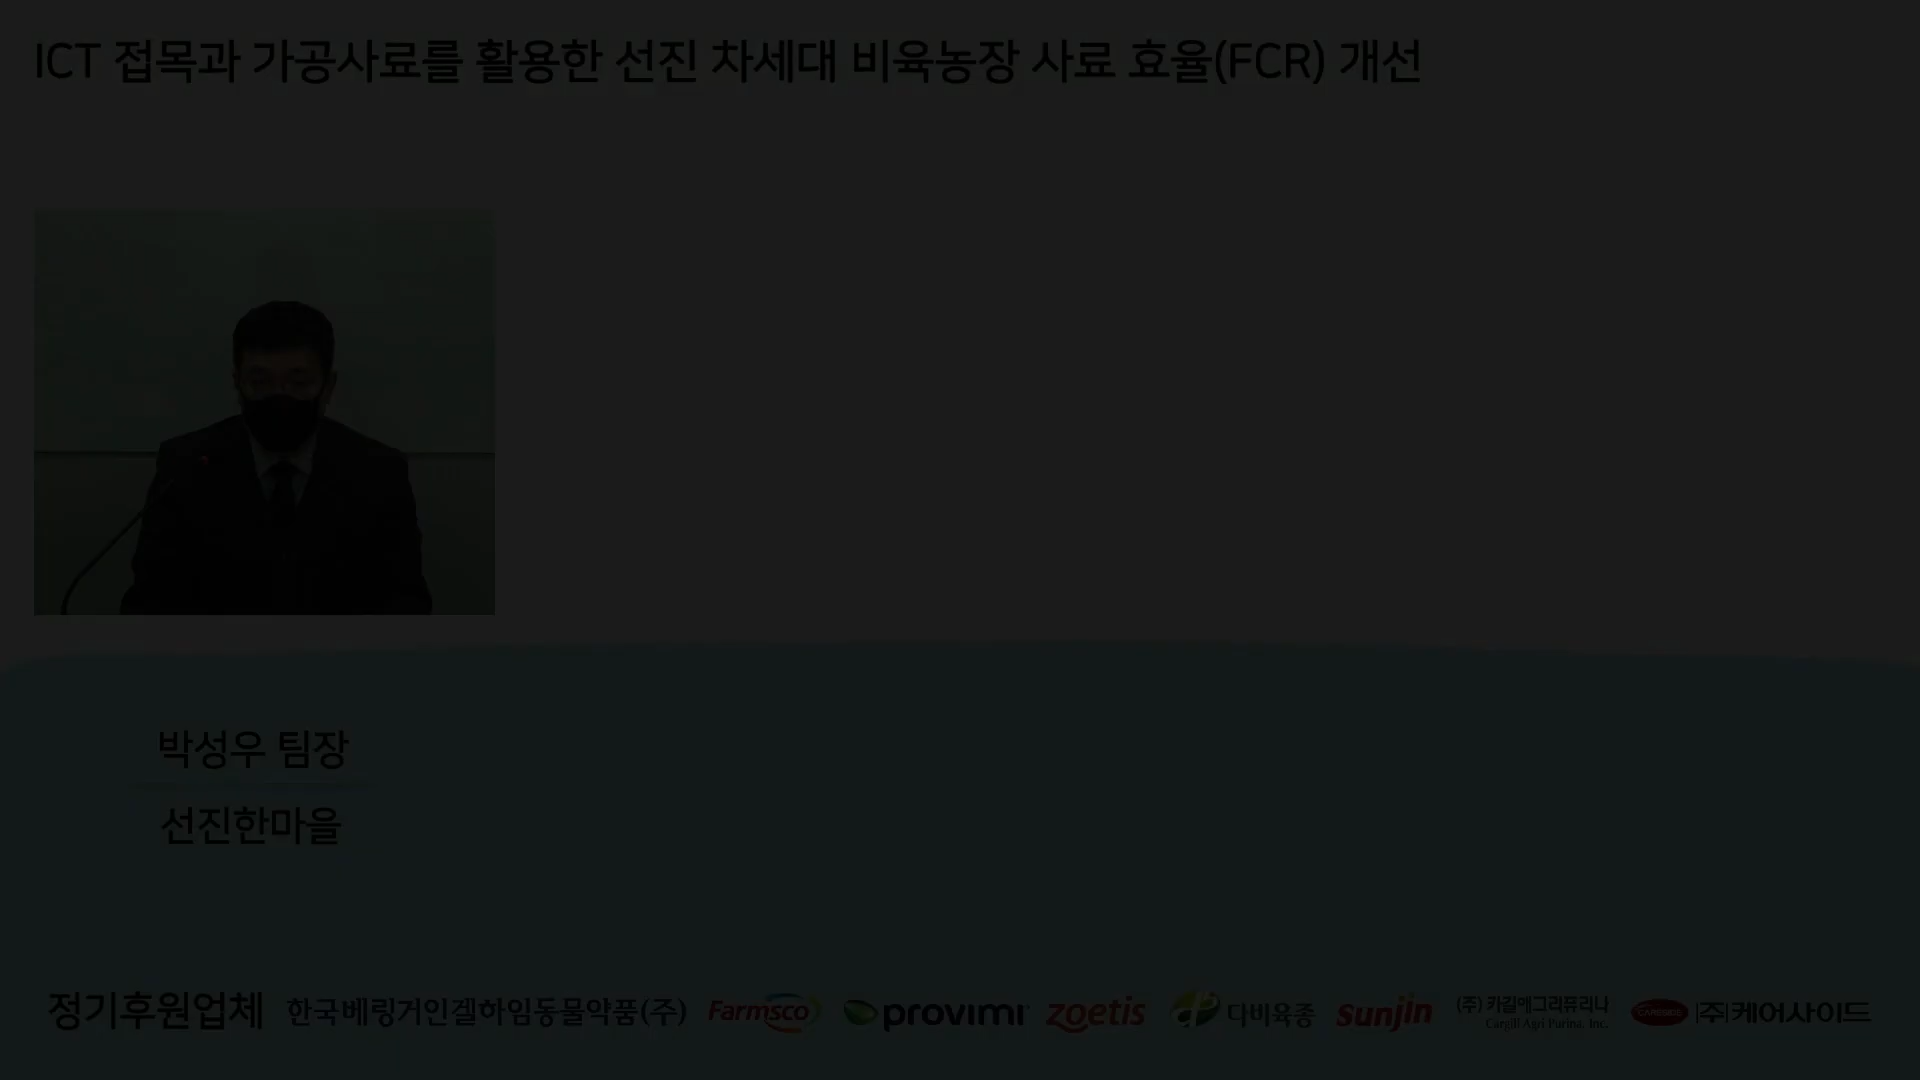 ICT 접목과 가공사료를 활용한 선진 차세대 비육농장 사료 효율(FCR) 개선
박성우 팀장
선진한마을
정기후원업체 한국베링거인겔하임동물약품(주) Farmsco provimi zoetis 다비육종 sunjin (주) 카길애그리퓨리나 Cargill Agri Purina, Inc. CARESIDE (주)케어사이드